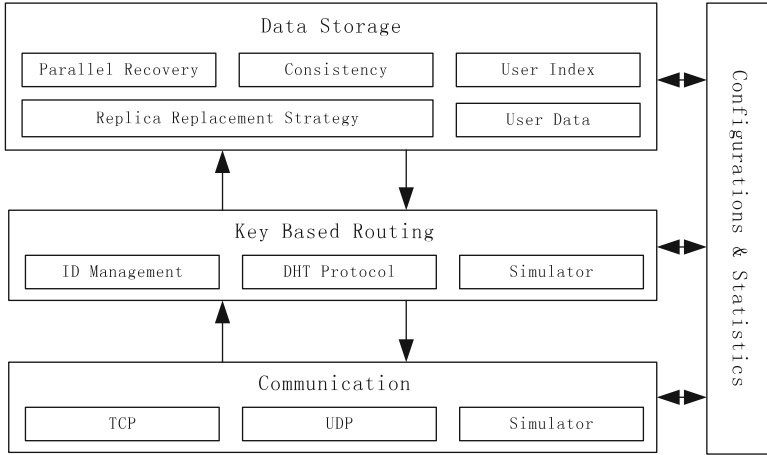 Data Storage
Parallel Recovery
Consistency
User Index
Replica Replacement Strategy
User Data
Key Based Routing
ID Management
DHT Protocol
Simulator
Communication
TCP
UDP
Simulator
Configurations & Statistics